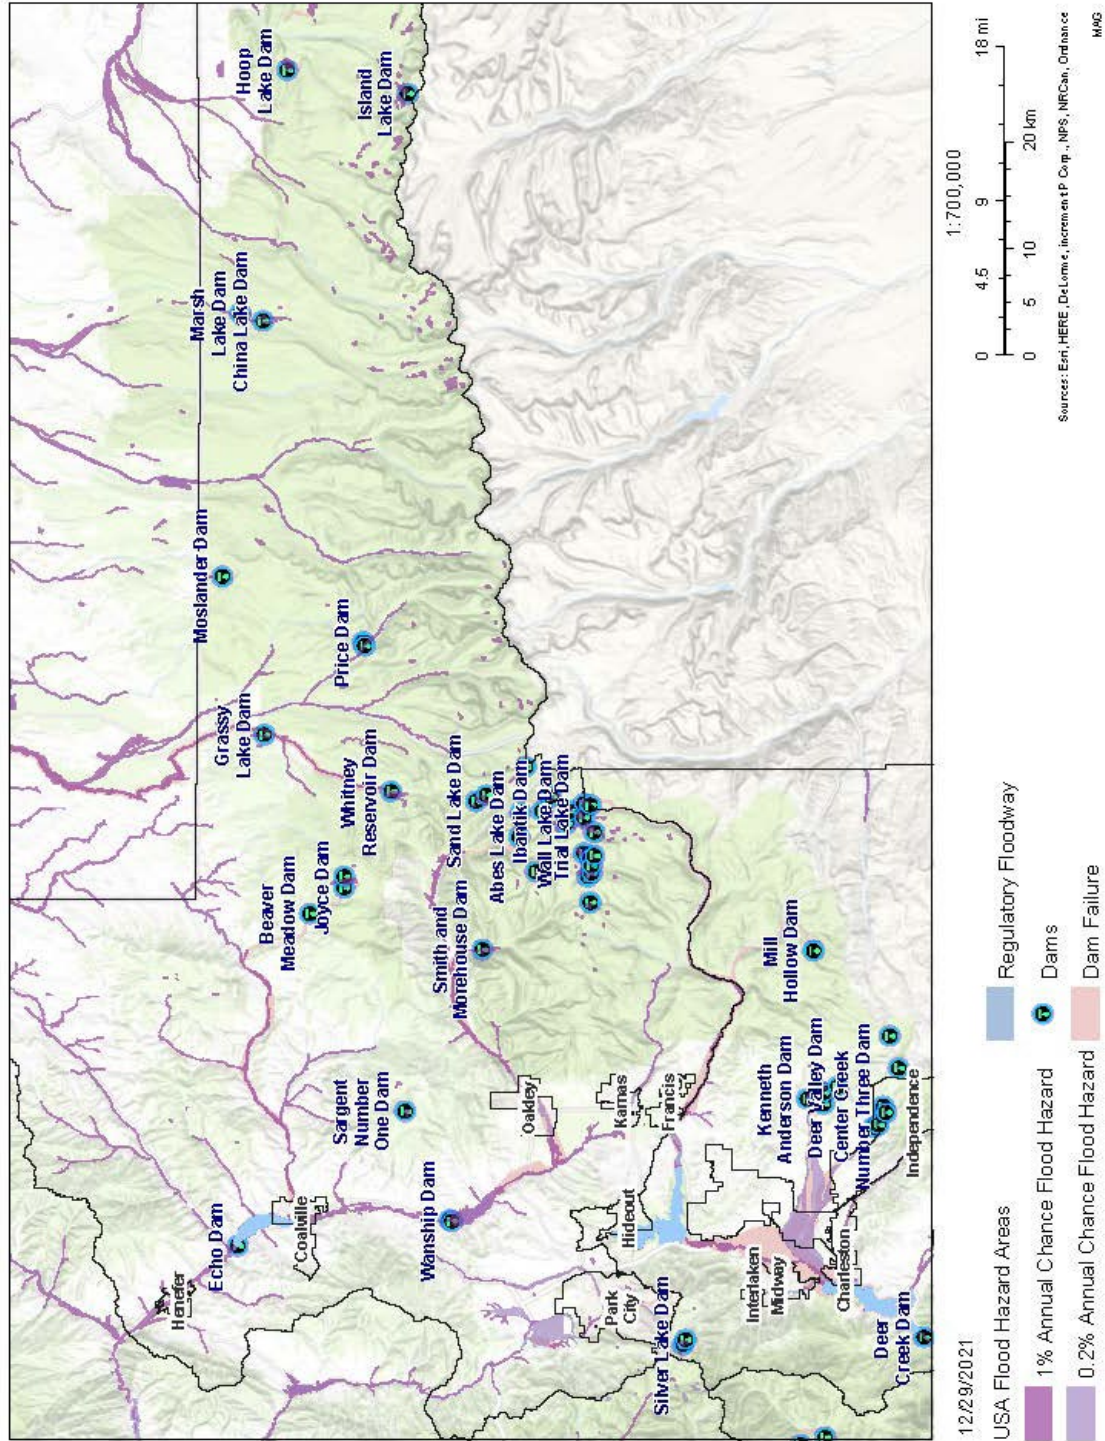 Hoop
Lake Dam
Island
Lake Dam
Marsh
Lake Dam
China Lake Dam
Moslander Dam
Price Dam
Grassy
Lake Dam
Whitney
Reservoir Dam
Sand Lake Dam
Abes Lake Dam
Ibantik Dam
Wall Lake Dam
Trial Lake Dam
Beaver
Meadow Dam
Joyce Dam
Smith and
Morehouse Dam
Mill
Hollow Dam
Sargent
Number
One Dam
Oakley
Kamas
Francis
Kenneth
Anderson Dam
Deer Valley Dam
Center Creek
Number Three Dam
Independence
Echo Dam
Coalville
Henefer
Wanship Dam
Hideout
Park
City
Silver Lake Dam
Interlaken
Midway
Charleston
Deer
Creek Dam
12/29/2021
1:700,000
0 4.5 9 18 mi
0 5 10 20 km
Sources: Esri, HERE, DeLorme, increment P Corp., NPS, NRCan, Ordnance
MAG
USA Flood Hazard Areas
1% Annual Chance Flood Hazard
0.2% Annual Chance Flood Hazard
Regulatory Floodway
Dams
Dam Failure